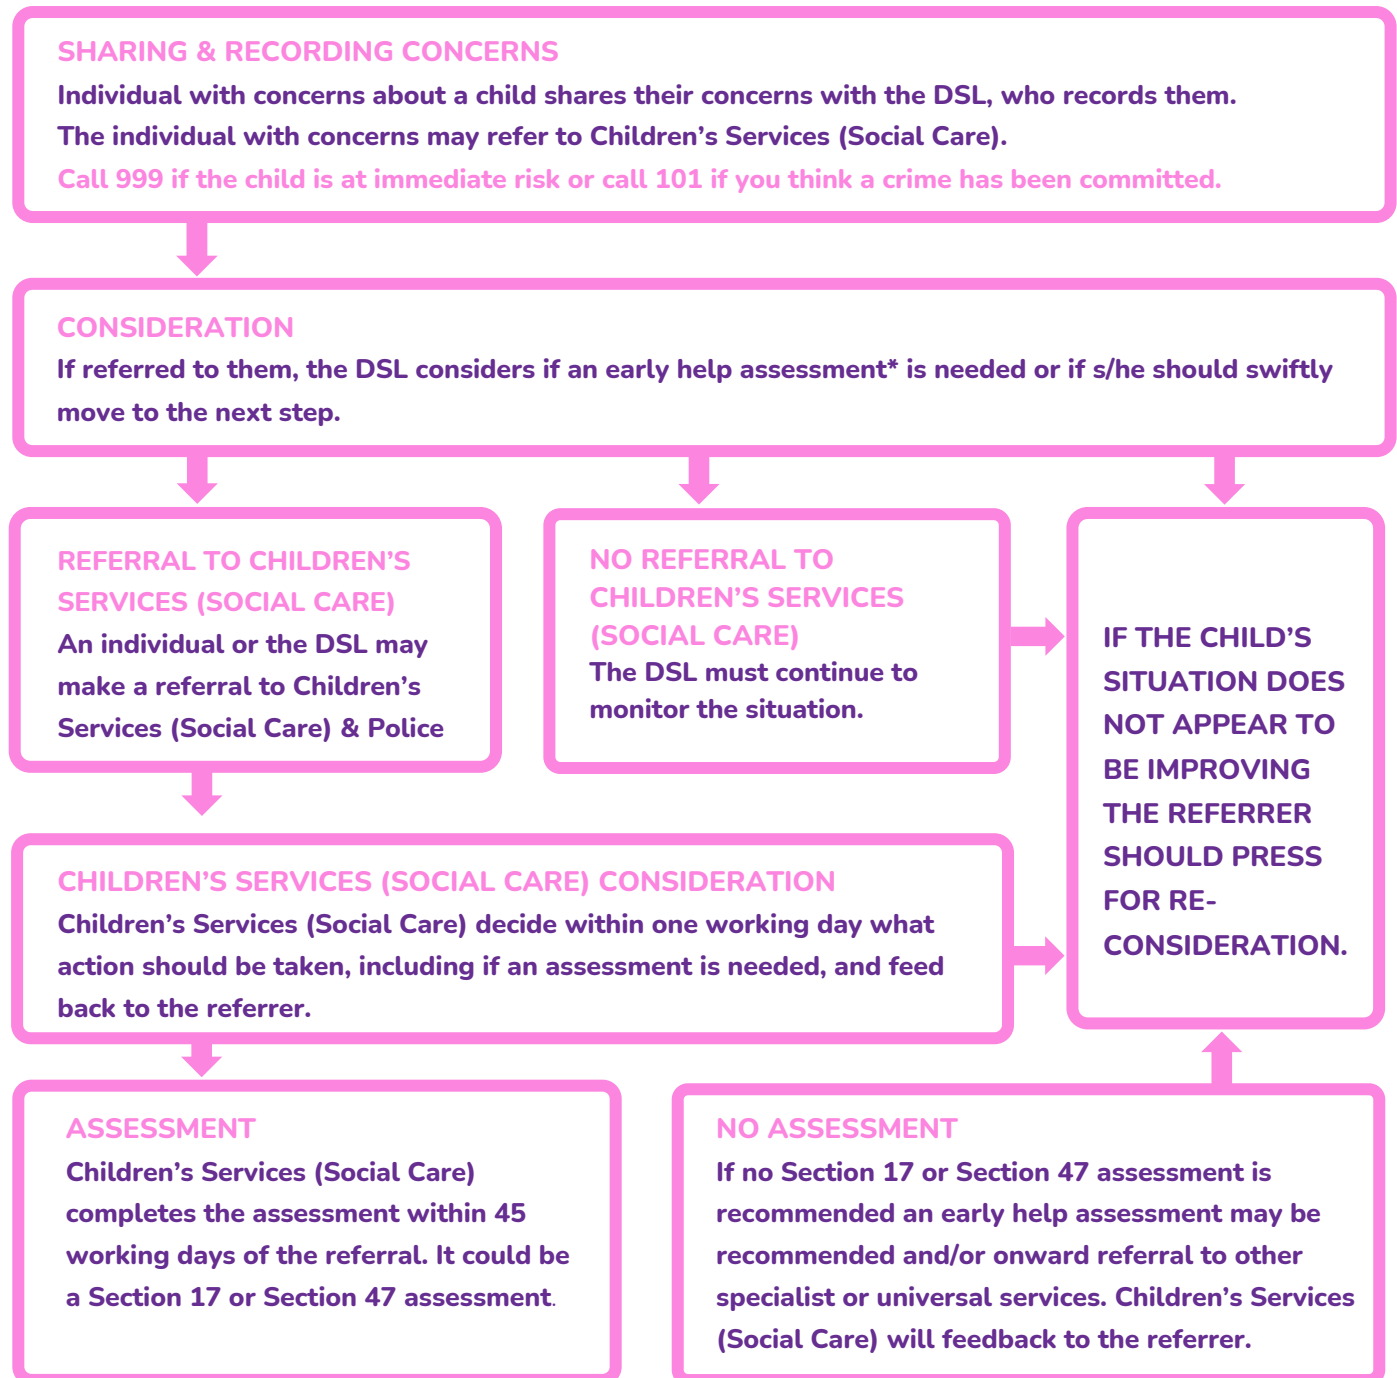 SHARING & RECORDING CONCERNS
Individual with concerns about a child shares their concerns with the DSL, who records them.
The individual with concerns may refer to Children’s Services (Social Care).
Call 999 if the child is at immediate risk or call 101 if you think a crime has been committed.
CONSIDERATION
If referred to them, the DSL considers if an early help assessment* is needed or if s/he should swiftly
move to the next step.
REFERRAL TO CHILDREN’S
SERVICES (SOCIAL CARE)
An individual or the DSL may
make a referral to Children’s
Services (Social Care) & Police
NO REFERRAL TO
CHILDREN’S SERVICES
(SOCIAL CARE)
The DSL must continue to
monitor the situation.
IF THE CHILD’S
SITUATION DOES
NOT APPEAR TO
BE IMPROVING
THE REFERRER
SHOULD PRESS
FOR RE-
CONSIDERATION.
CHILDREN’S SERVICES (SOCIAL CARE) CONSIDERATION
Children’s Services (Social Care) decide within one working day what
action should be taken, including if an assessment is needed, and feed
back to the referrer.
ASSESSMENT
Children’s Services (Social Care)
completes the assessment within 45
working days of the referral. It could be
a Section 17 or Section 47 assessment.
NO ASSESSMENT
If no Section 17 or Section 47 assessment is
recommended an early help assessment may be
recommended and/or onward referral to other
specialist or universal services. Children’s Services
(Social Care) will feedback to the referrer.